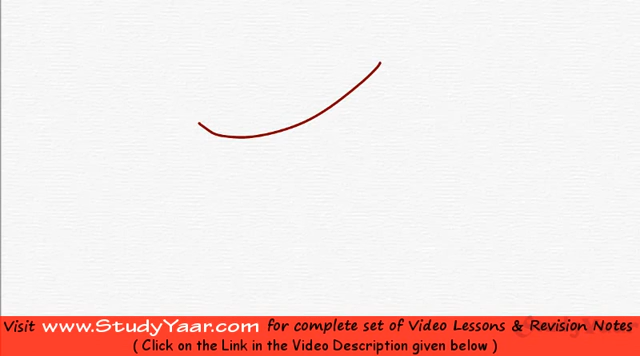 Visit www.StudyYaar.com for complete set of Video Lessons & Revision Notes
( Click on the Link in the Video Description given below )